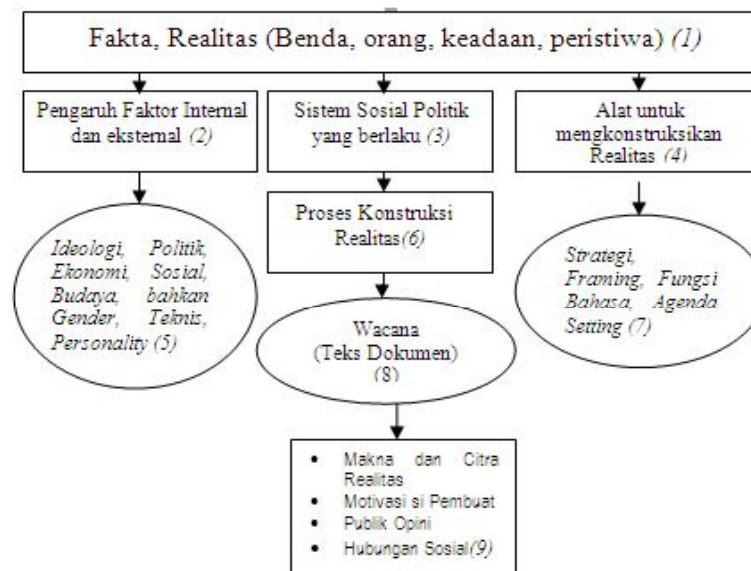 Fakta, Realitas (Benda, orang, keadaan, peristiwa) (1)
Pengaruh Faktor Internal
dan eksternal (2)
Sistem Sosial Politik
yang berlaku (3)
Alat untuk
mengkonstruksikan
Realitas (4)
Ideologi, Politik,
Ekonomi, Sosial,
Budaya, bahkan
Gender, Teknis,
Personality (5)
Proses Konstruksi
Realitas(6)
Strategi,
Framing, Fungsi
Bahasa, Agenda
Setting (7)
Wacana
(Teks Dokumen)
(8)
• Makna dan Citra
Realitas
• Motivasi si Pembuat
• Publik Opini
• Hubungan Sosial(9)